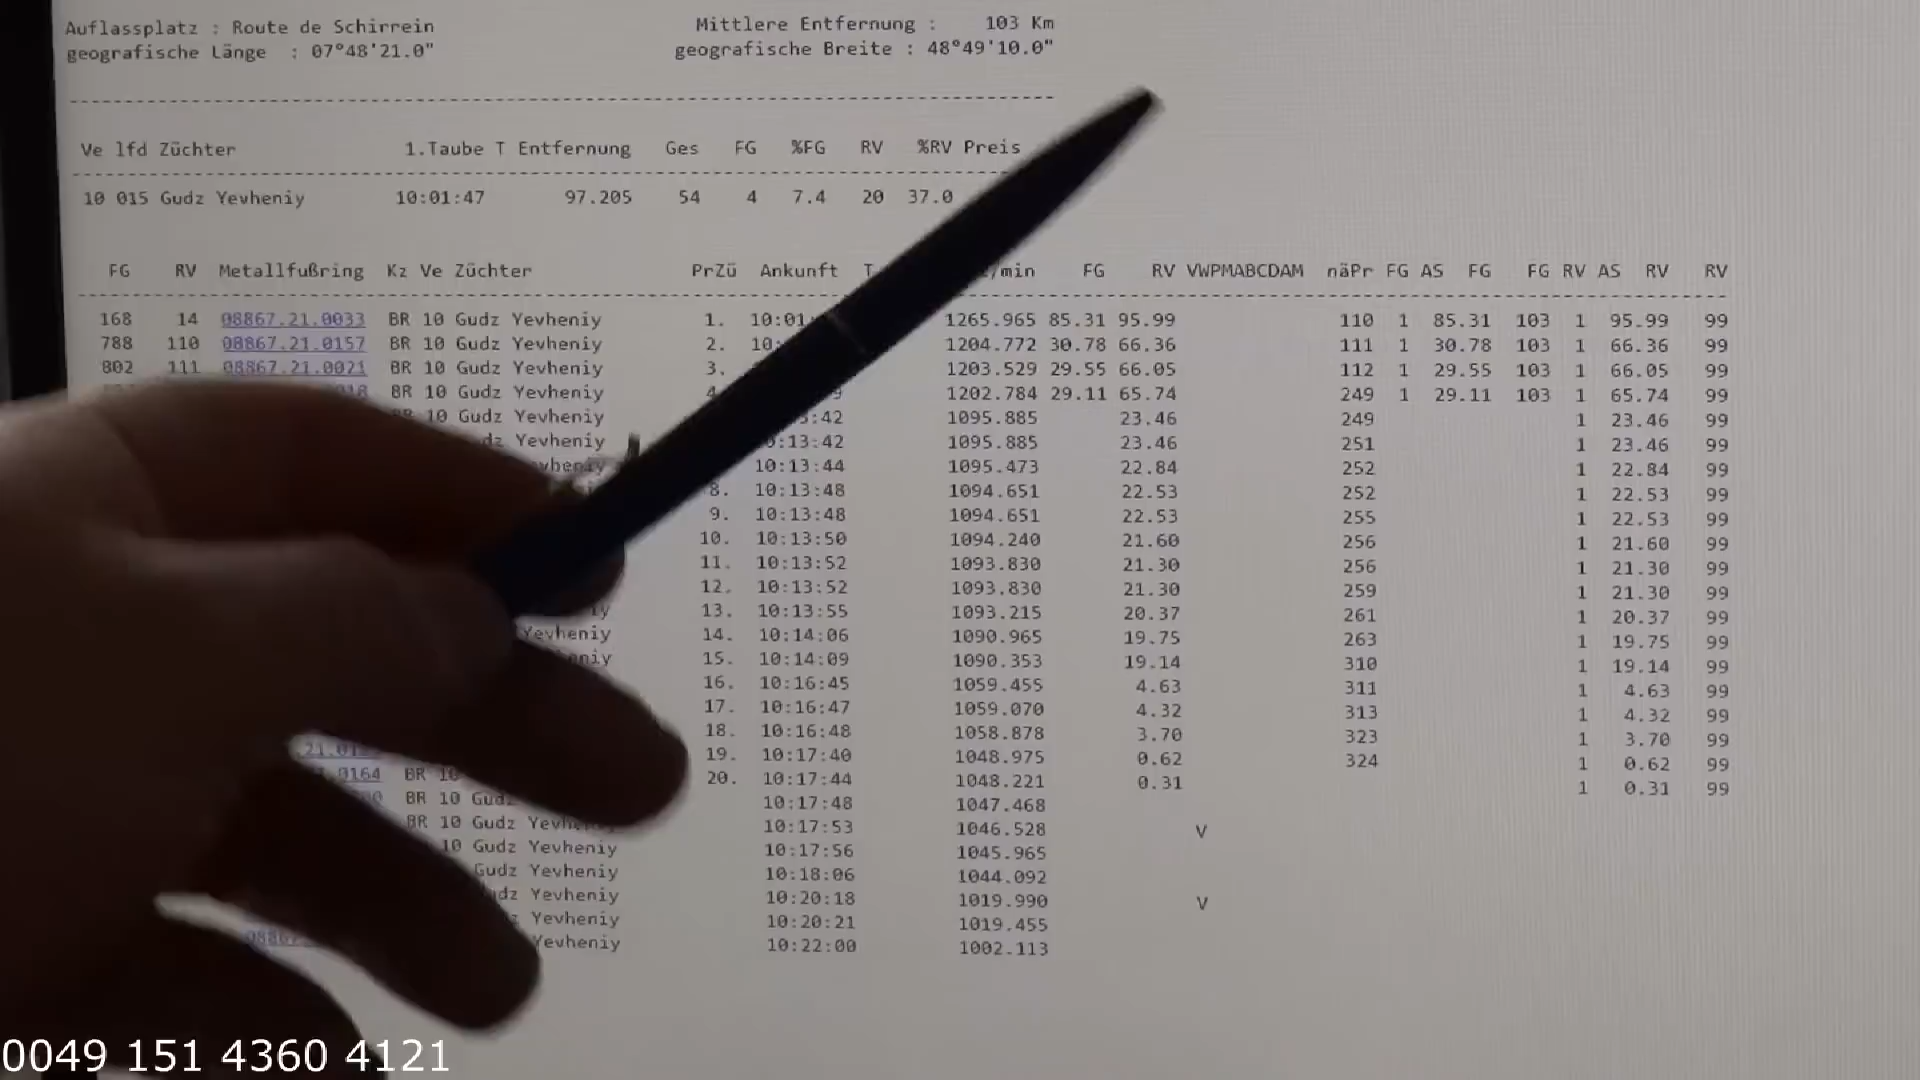 Auflassplatz : Route de Schirrein Mittlere Entfernung : 103 Km
geografische Länge : 07°48'21.0" geografische Breite : 48°49'10.0"
Ve lfd Züchter 1.Taube T Entfernung Ges FG %FG RV %RV Preis
10 015 Gudz Yevheniy 10:01:47 97.205 54 4 7.4 20 37.0
FG RV Metallfußring Kz Ve Züchter PrZü Ankunft T /min FG RV VWPMABCDAM näPr FG AS FG FG RV AS RV RV
168 14 08867.21.0033 BR 10 Gudz Yevheniy 1. 10:01 1265.965 85.31 95.99 110 1 85.31 103 1 95.99 99
788 110 08867.21.0157 BR 10 Gudz Yevheniy 2. 10: 1204.772 30.78 66.36 111 1 30.78 103 1 66.36 99
802 111 08867.21.0021 BR 10 Gudz Yevheniy 3. 1203.529 29.55 66.05 112 1 29.55 103 1 66.05 99
BR 10 Gudz Yevheniy 4. 1202.784 29.11 65.74 249 1 29.11 103 1 65.74 99
BR 10 Gudz Yevheniy :42 1095.885 23.46 249 1 23.46 99
Yevheniy :13:42 1095.885 23.46 251 1 23.46 99
10:13:44 1095.473 22.84 252 1 22.84 99
8. 10:13:48 1094.651 22.53 252 1 22.53 99
9. 10:13:48 1094.651 22.53 255 1 22.53 99
10. 10:13:50 1094.240 21.60 256 1 21.60 99
11. 10:13:52 1093.830 21.30 256 1 21.30 99
12. 10:13:52 1093.830 21.30 259 1 21.30 99
13. 10:13:55 1093.215 20.37 261 1 20.37 99
Yevheniy 14. 10:14:06 1090.965 19.75 263 1 19.75 99
15. 10:14:09 1090.353 19.14 310 1 19.14 99
16. 10:16:45 1059.455 4.63 311 1 4.63 99
17. 10:16:47 1059.070 4.32 313 1 4.32 99
18. 10:16:48 1058.878 3.70 323 1 3.70 99
19. 10:17:40 1048.975 0.62 324 1 0.62 99
0164 BR 10 20. 10:17:44 1048.221 0.31 1 0.31 99
BR 10 Gudz 10:17:48 1047.468
BR 10 Gudz 10:17:53 1046.528 V
10 Gudz Yevheniy 10:17:56 1045.965
Gudz Yevheniy 10:18:06 1044.092
Yevheniy 10:20:18 1019.990 V
Yevheniy 10:20:21 1019.455
Yevheniy 10:22:00 1002.113
0049 151 4360 4121